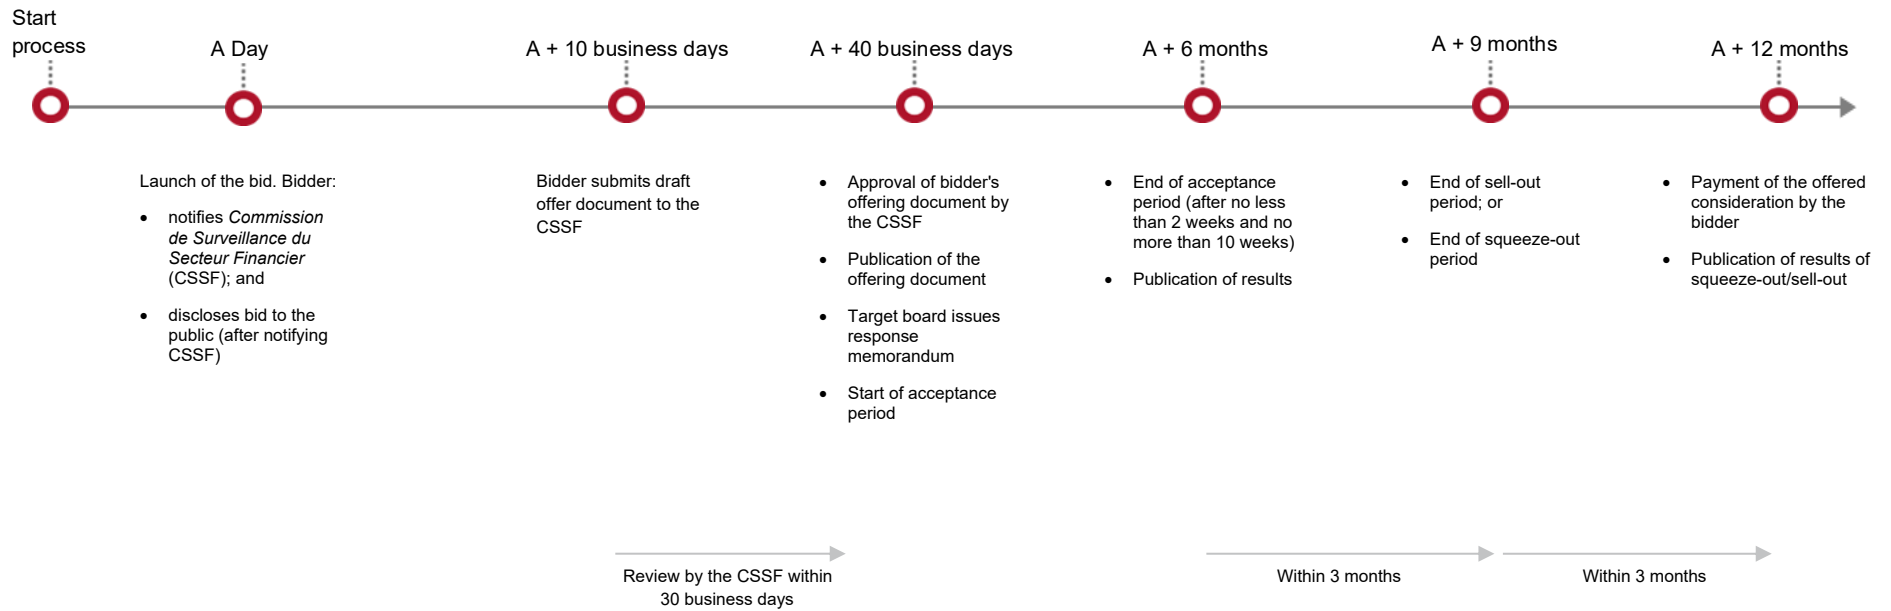 Start
process
A Day
A + 10 business days
A + 40 business days
A + 6 months
A + 9 months
A + 12 months
Launch of the bid. Bidder:
• notifies Commission
de Surveillance du
Secteur Financier
(CSSF); and
• discloses bid to the
public (after notifying
CSSF)
Bidder submits draft
offer document to the
CSSF
• Approval of bidder's
offering document by
the CSSF
• Publication of the
offering document
• Target board issues
response
memorandum
• Start of acceptance
period
• End of acceptance
period (after no less
than 2 weeks and no
more than 10 weeks)
• Publication of results
• End of sell-out
period; or
• End of squeeze-out
period
• Payment of the offered
consideration by the
bidder
• Publication of results of
squeeze-out/sell-out
Review by the CSSF within
30 business days
Within 3 months
Within 3 months